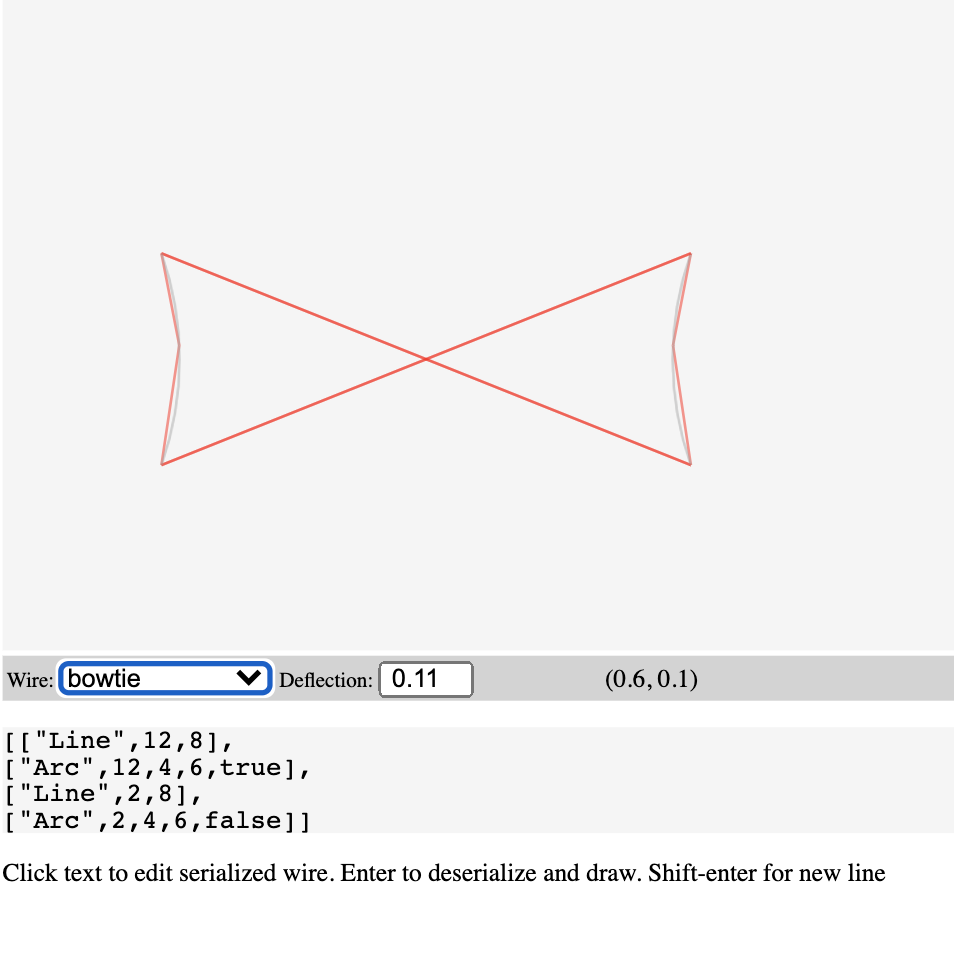 Wire: bowtie Deflection: 0.11 (0.6, 0.1)
[["Line",12,8],
["Arc",12,4,6,true],
["Line",2,8],
["Arc",2,4,6,false]]
Click text to edit serialized wire. Enter to deserialize and draw. Shift-enter for new line